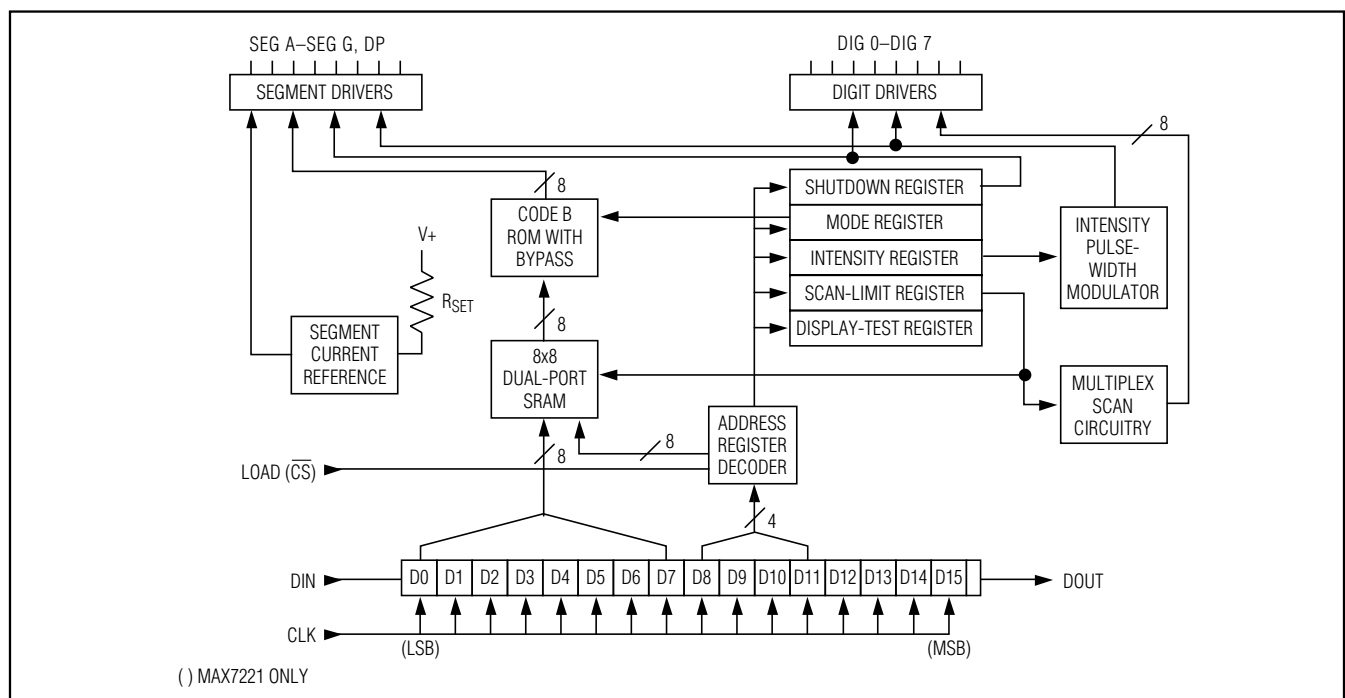 SEG A–SEG G, DP
DIG 0–DIG 7
SEGMENT DRIVERS
DIGIT DRIVERS
8
8
SHUTDOWN REGISTER
MODE REGISTER
INTENSITY REGISTER
SCAN-LIMIT REGISTER
DISPLAY-TEST REGISTER
CODE B
ROM WITH
BYPASS
INTENSITY
PULSE-
WIDTH
MODULATOR
V+
RSET
8
SEGMENT
CURRENT
REFERENCE
8x8
DUAL-PORT
SRAM
MULTIPLEX
SCAN
CIRCUITRY
ADDRESS
REGISTER
DECODER
8
8
LOAD (C̅S̅)
4
DIN
D0 D1 D2 D3 D4 D5 D6 D7 D8 D9 D10 D11 D12 D13 D14 D15
DOUT
CLK
(LSB)
(MSB)
( ) MAX7221 ONLY